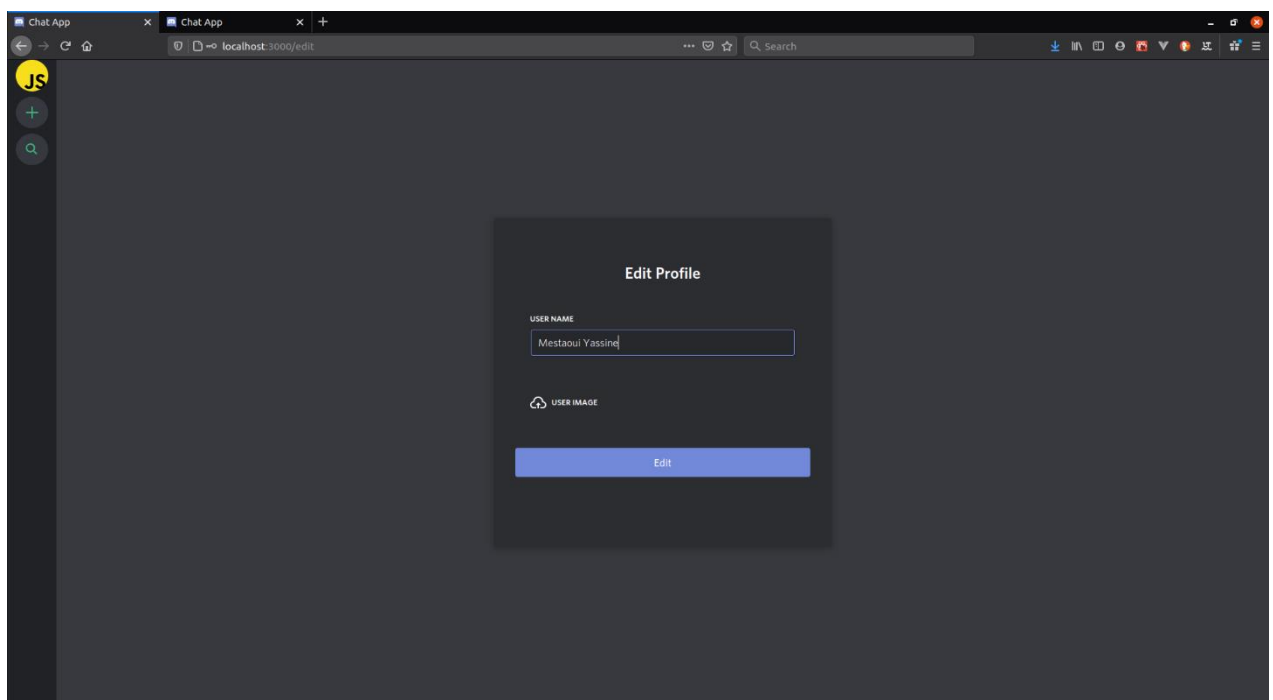 Chat App
Chat App
localhost:3000/edit
Search
JS
Edit Profile
USER NAME
Mestaoui Yassine
USER IMAGE
Edit